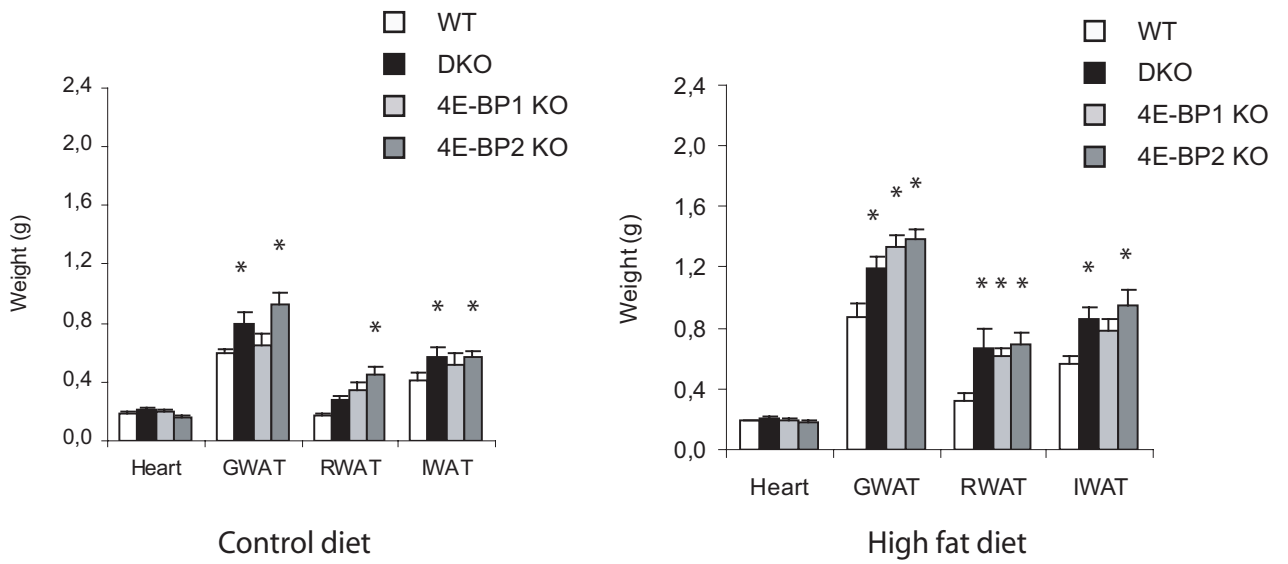 WT
DKO
4E-BP1 KO
4E-BP2 KO
2,4
2,0
1,6
1,2
0,8
0,4
0,0
Weight (g)
* * * * *
Heart GWAT RWAT IWAT
Control diet
WT
DKO
4E-BP1 KO
4E-BP2 KO
2,4
2,0
1,6
1,2
0,8
0,4
0,0
Weight (g)
* * * * * * * *
Heart GWAT RWAT IWAT
High fat diet